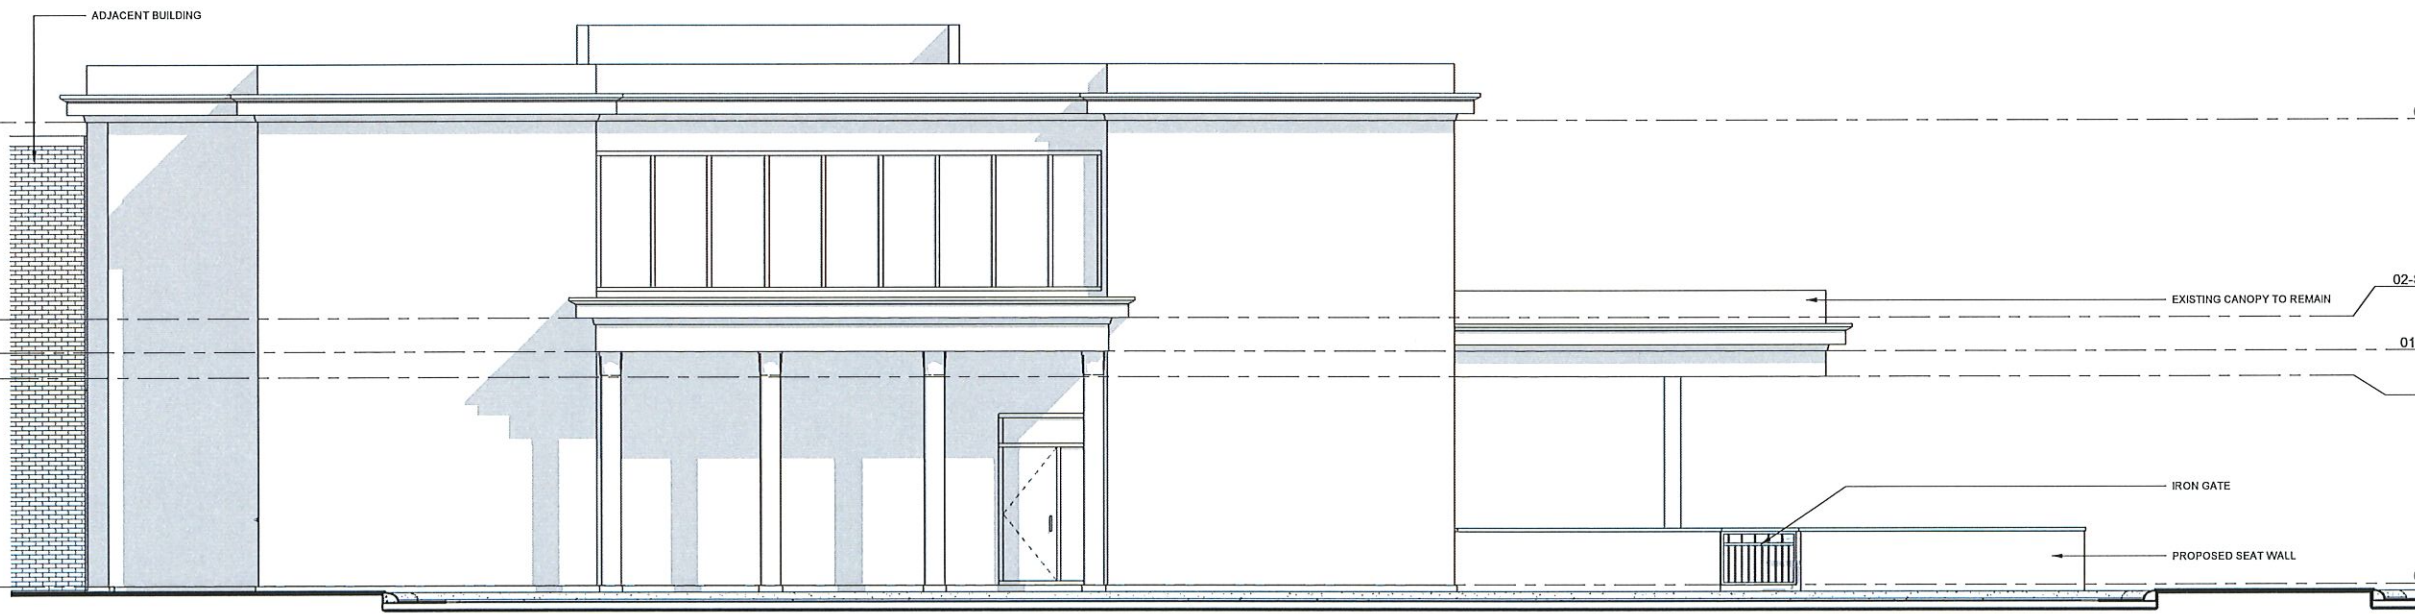 ADJACENT BUILDING
EXISTING CANOPY TO REMAIN
IRON GATE
PROPOSED SEAT WALL